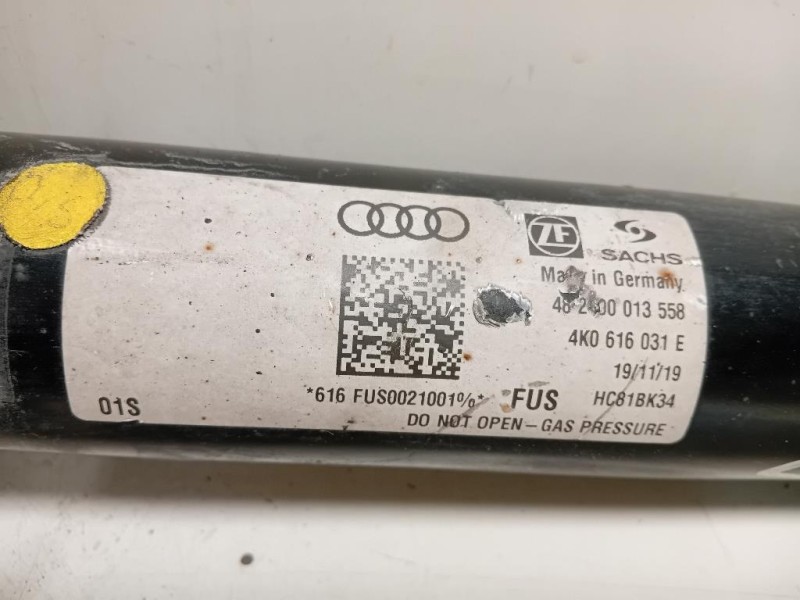 ZF
SACHS
Made in Germany
013 558
4K0 616 031 E
19/11/19
*616 FUS0021001%* FUS HC81BK34
01S
DO NOT OPEN – GAS PRESSURE